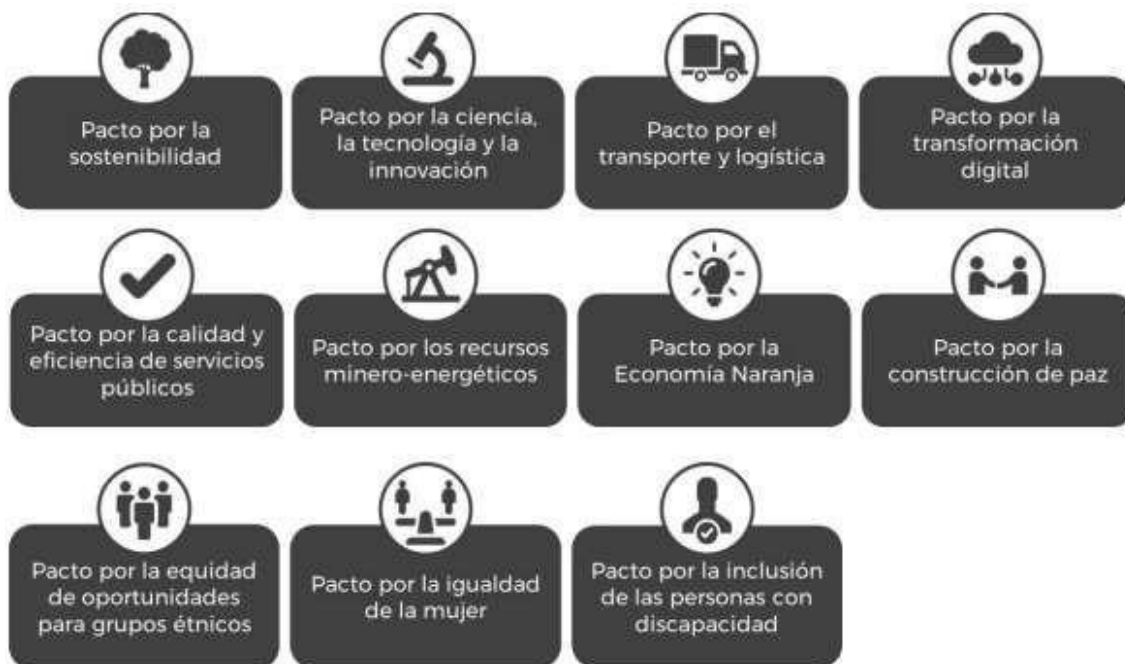 Pacto por la
sostenibilidad
Pacto por la ciencia,
la tecnología y la
innovación
Pacto por el
transporte y logística
Pacto por la
transformación
digital
Pacto por la calidad y
eficiencia de servicios
públicos
Pacto por los recursos
minero-energéticos
Pacto por la
Economía Naranja
Pacto por la
construcción de paz
Pacto por la equidad
de oportunidades
para grupos étnicos
Pacto por la igualdad
de la mujer
Pacto por la inclusión
de las personas con
discapacidad